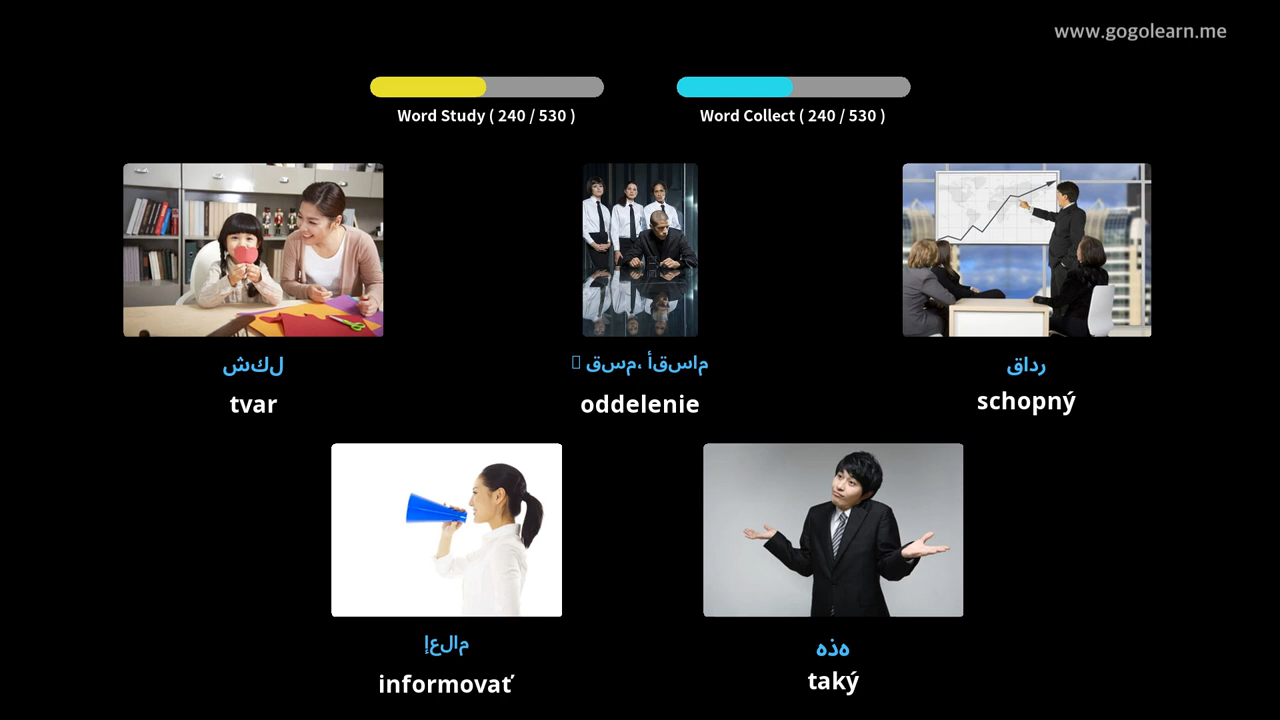 www.gogolearn.me
Word Study ( 240 / 530 )
Word Collect ( 240 / 530 )
شكل
قسم، أقسام
قادر
tvar
oddelenie
schopný
إعلام
هذه
informovať
taký